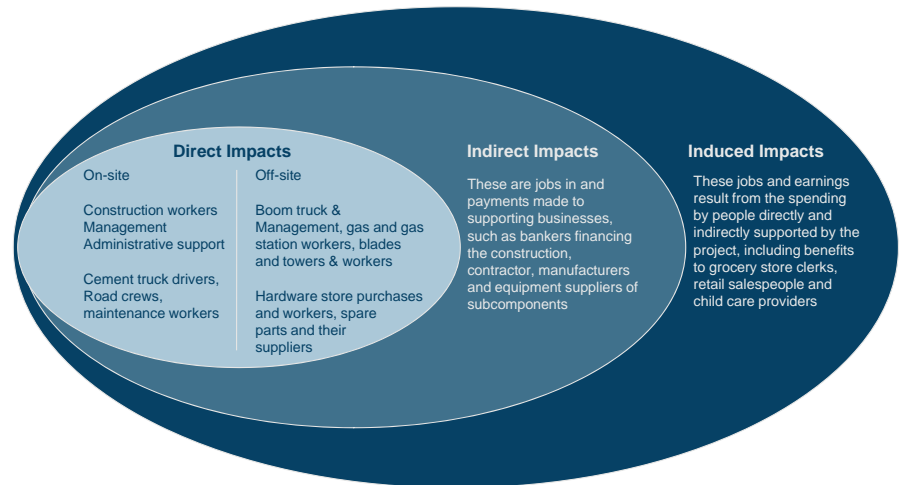 Direct Impacts
On-site
Construction workers
Management
Administrative support
Cement truck drivers,
Road crews,
maintenance workers
Off-site
Boom truck &
Management, gas and gas
station workers, blades
and towers & workers
Hardware store purchases
and workers, spare
parts and their
suppliers
Indirect Impacts
These are jobs in and
payments made to
supporting businesses,
such as bankers financing
the construction,
contractor, manufacturers
and equipment suppliers of
subcomponents
Induced Impacts
These jobs and earnings
result from the spending
by people directly and
indirectly supported by the
project, including benefits
to grocery store clerks,
retail salespeople and
child care providers